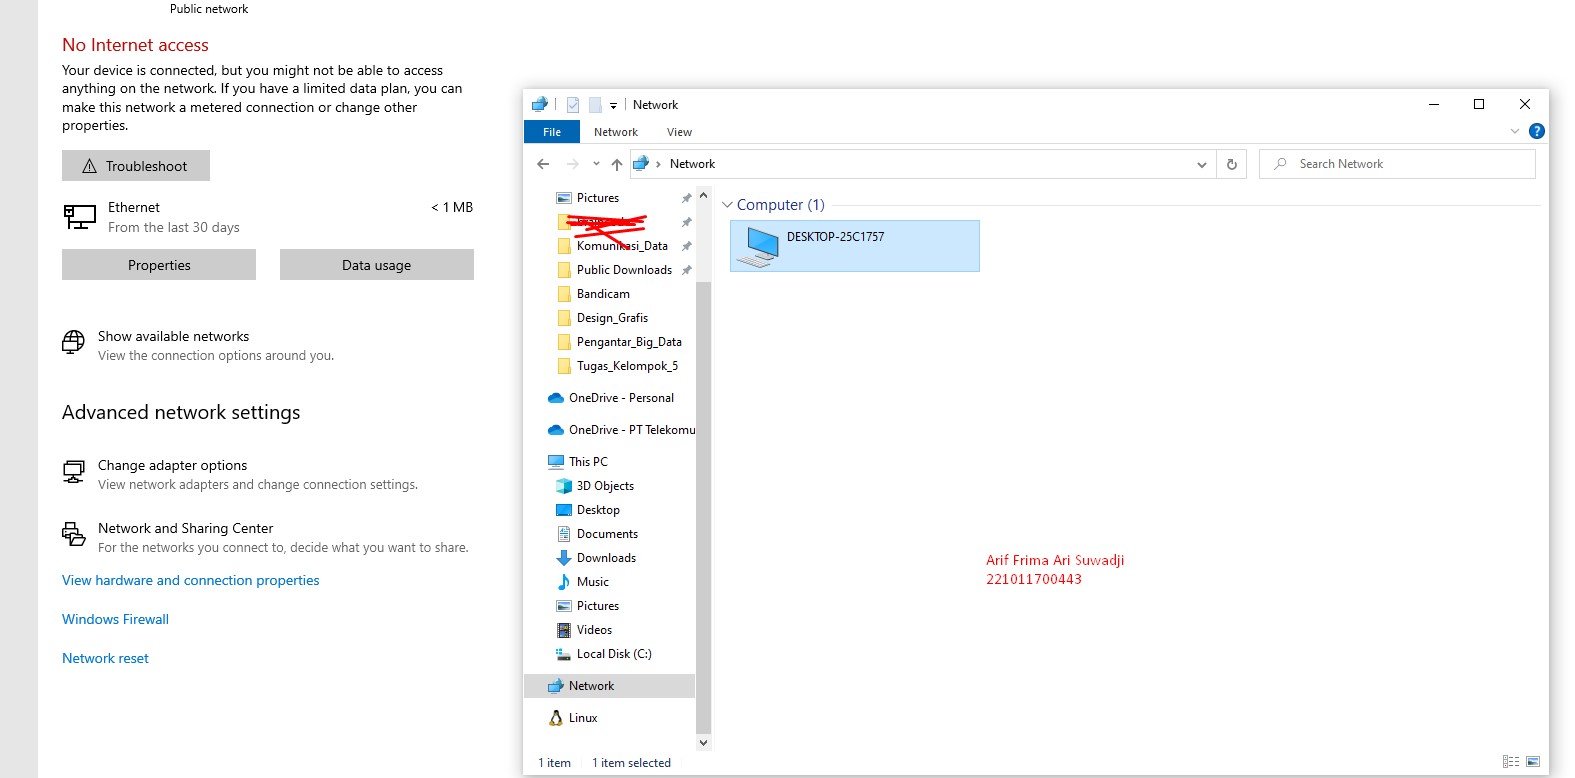 Public network
No Internet access
Your device is connected, but you might not be able to access
anything on the network. If you have a limited data plan, you can
make this network a metered connection or change other
properties.
Troubleshoot
Ethernet
< 1 MB
From the last 30 days
Properties
Data usage
Show available networks
View the connection options around you.
Advanced network settings
Change adapter options
View network adapters and change connection settings.
Network and Sharing Center
For the networks you connect to, decide what you want to share.
View hardware and connection properties
Windows Firewall
Network reset
Network
File
Network
View
?
Network
Search Network
Pictures
Komunikasi_Data
Public Downloads
Bandicam
Design_Grafis
Pengantar_Big_Data
Tugas_Kelompok_5
OneDrive - Personal
OneDrive - PT Telekomu
This PC
3D Objects
Desktop
Documents
Downloads
Music
Pictures
Videos
Local Disk (C:)
Network
Linux
Computer (1)
DESKTOP-25C1757
Arif Frima Ari Suwadji
221011700443
1 item
1 item selected